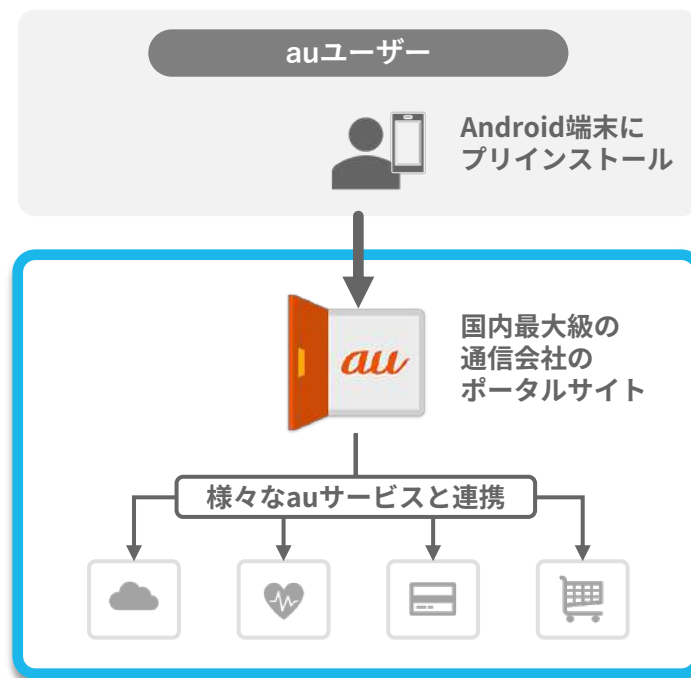 auユーザー
Android端末に
プリインストール
国内最大級の
通信会社の
ポータルサイト
au
様々なauサービスと連携